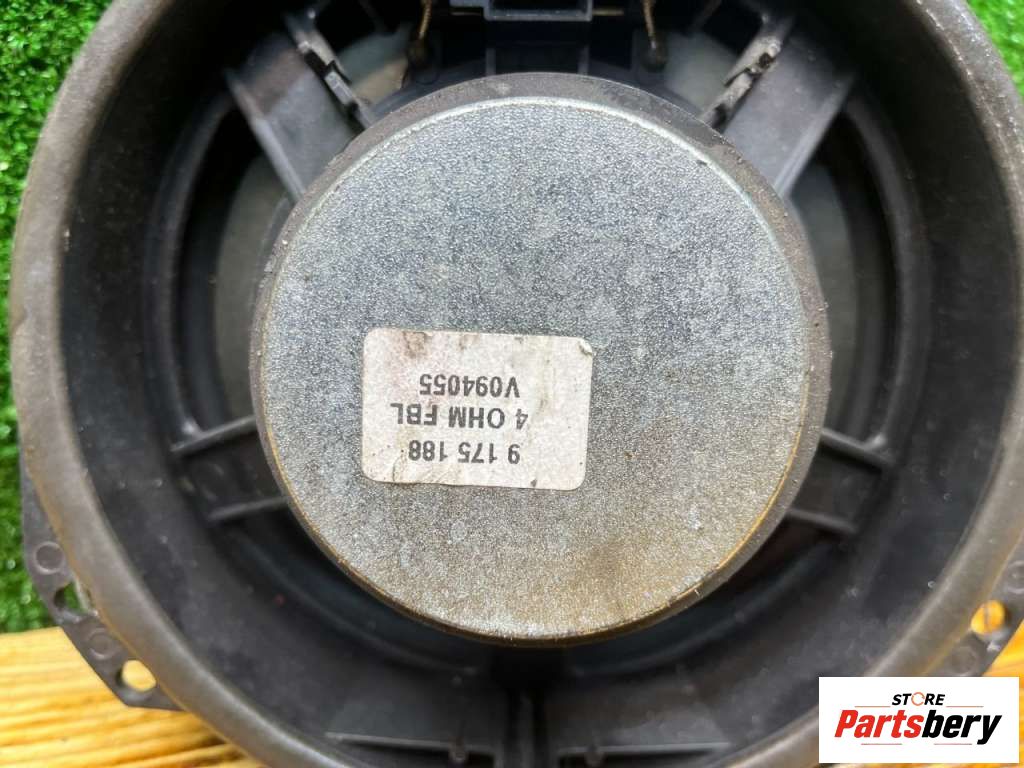 9 175 188
4 OHM FBL
V094055
STORE
Partsbery